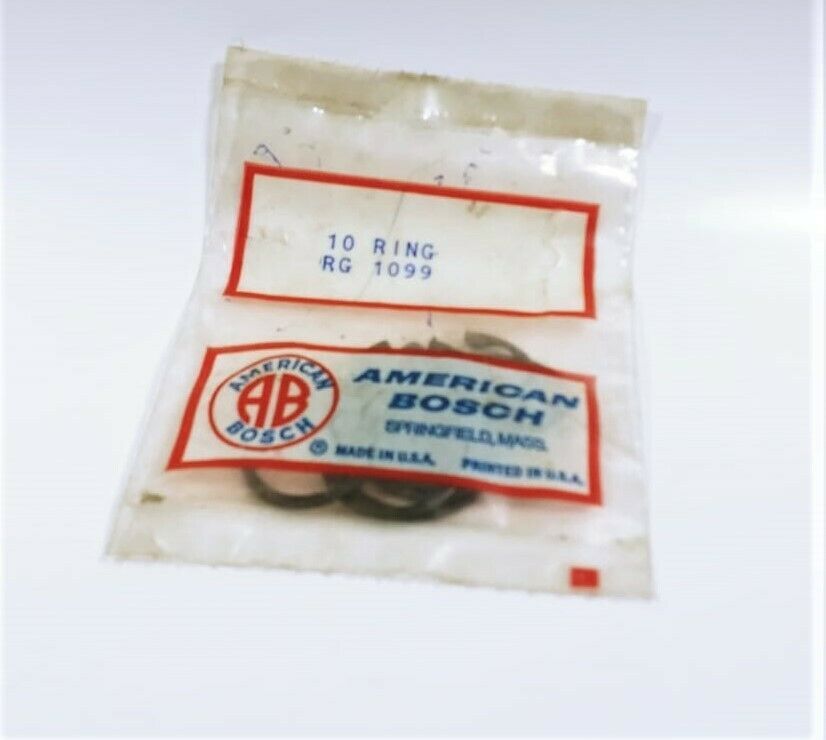 10 RING
RG 1099
AMERICAN
AB
BOSCH
AMERICAN
BOSCH
SPRINGFIELD, MASS.
® MADE IN U.S.A. PRINTED IN U.S.A.